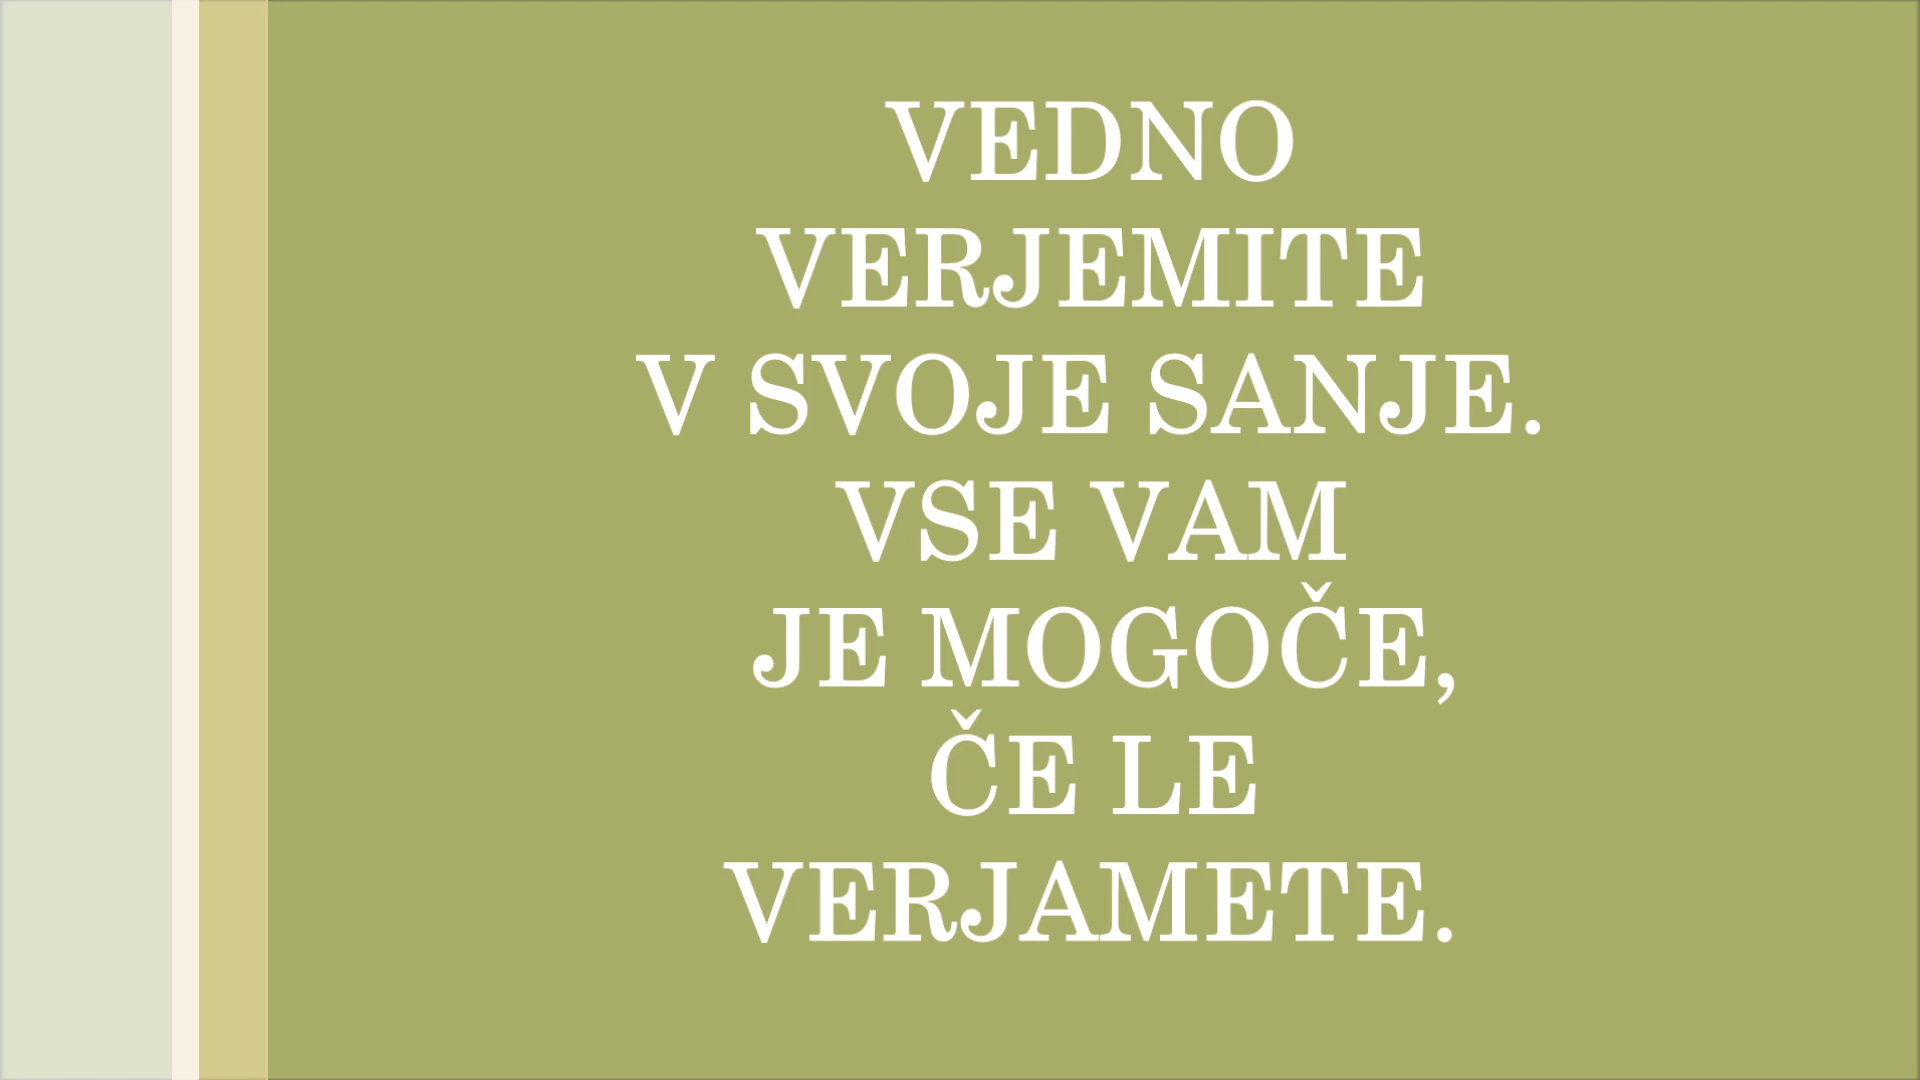 VEDNO
VERJEMITE
V SVOJE SANJE.
VSE VAM
JE MOGOČE,
ČE LE
VERJAMETE.